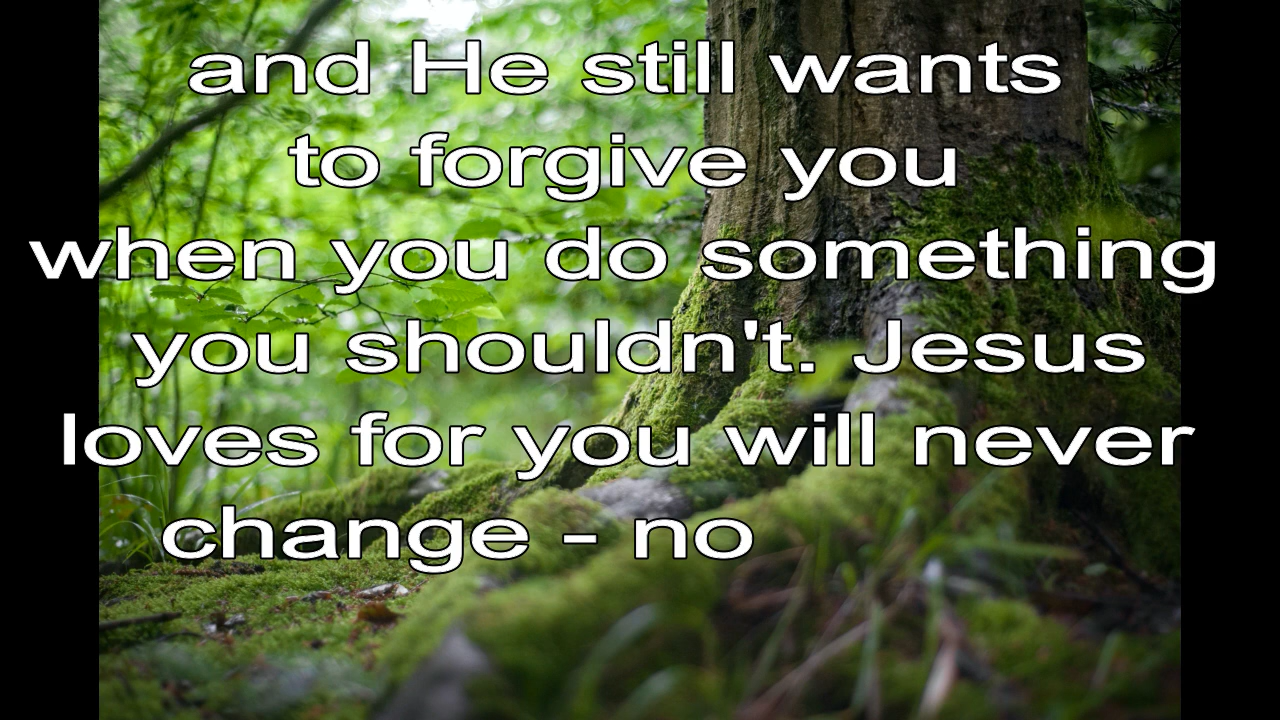 and He still wants
to forgive you
when you do something
you shouldn't. Jesus
loves for you will never
change - no